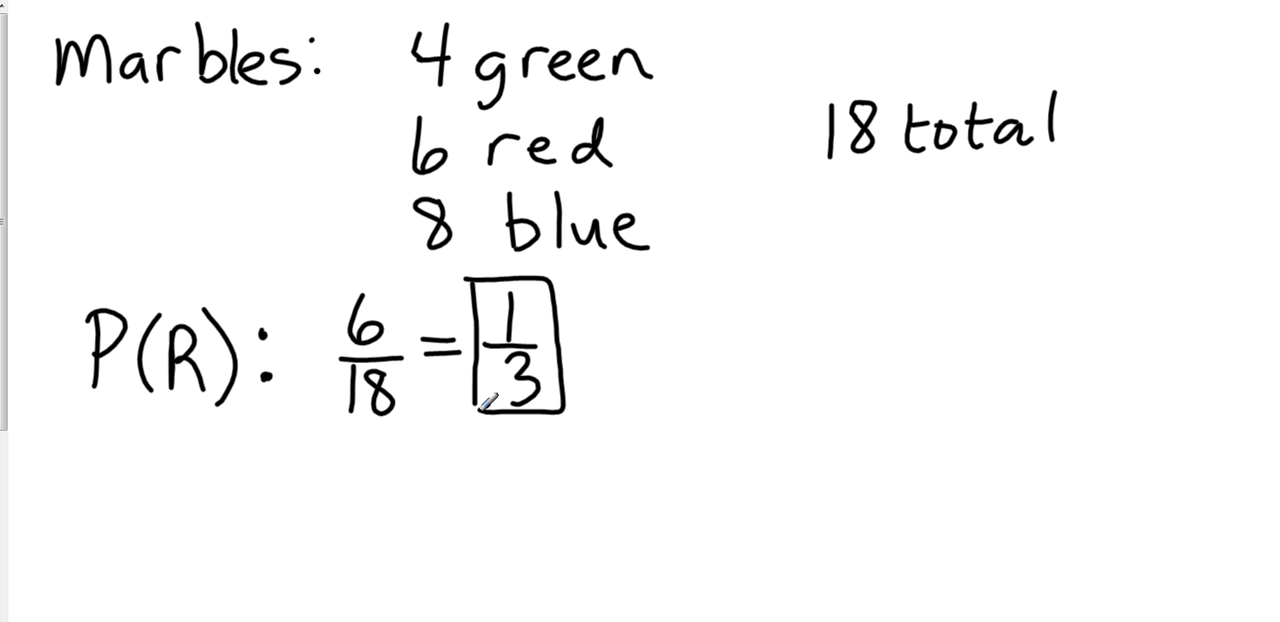 Marbles: 4 green
6 red
18 total
8 blue
P(R): 6/18 = 1/3